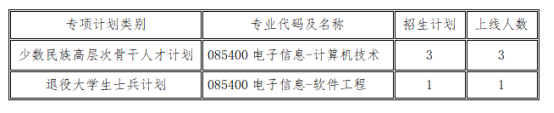 专项计划类别 专业代码及名称 招生计划 上线人数
少数民族高层次骨干人才计划 085400 电子信息-计算机技术 3 3
退役大学生士兵计划 085400 电子信息-软件工程 1 1